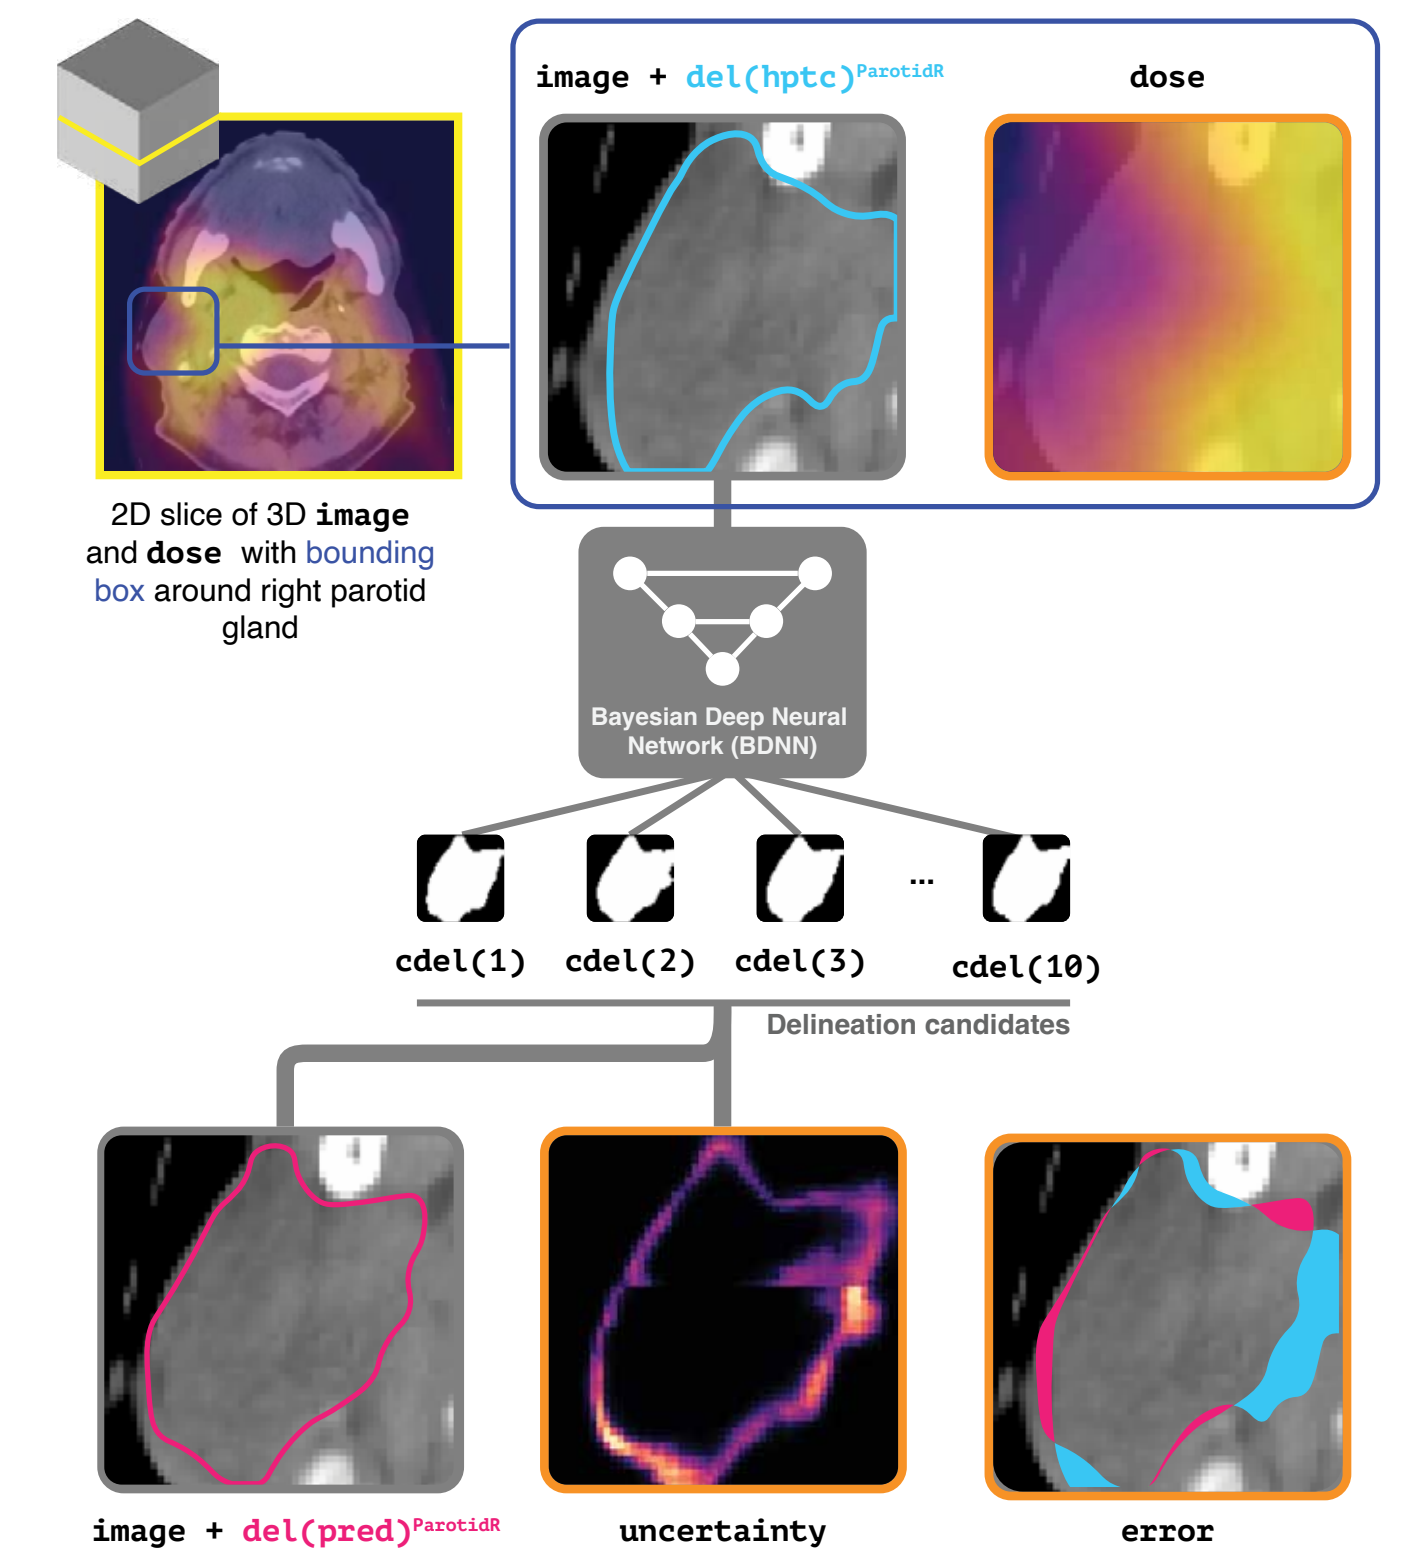 image + del(hptc)ParotidR
dose
2D slice of 3D image
and dose with bounding
box around right parotid
gland
Bayesian Deep Neural
Network (BDNN)
...
cdel(1) cdel(2) cdel(3) cdel(10)
Delineation candidates
image + del(pred)ParotidR
uncertainty
error